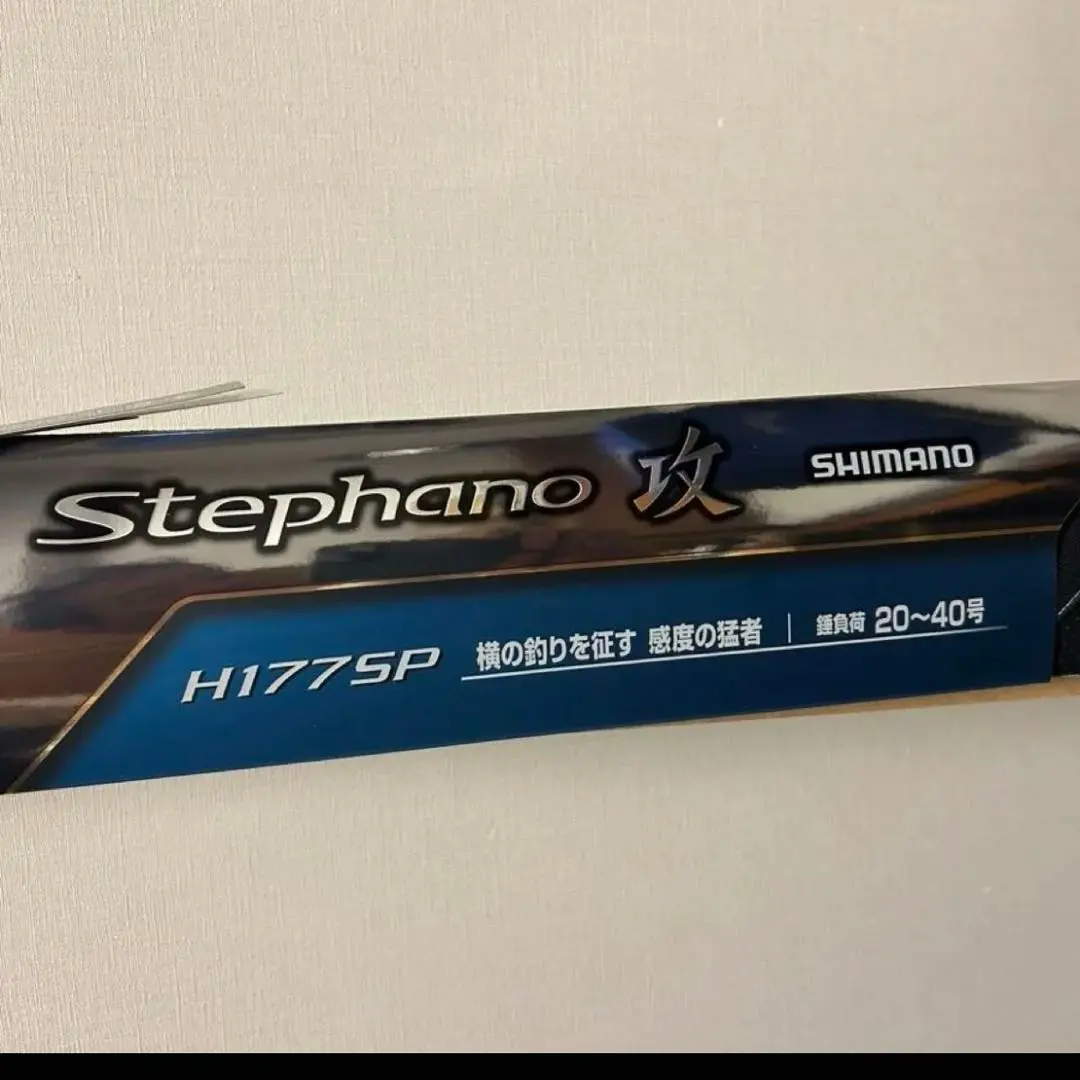 Stephano 攻 SHIMANO
H177SP 横の釣りを征す 感度の猛者 | 錘負荷 20～40号